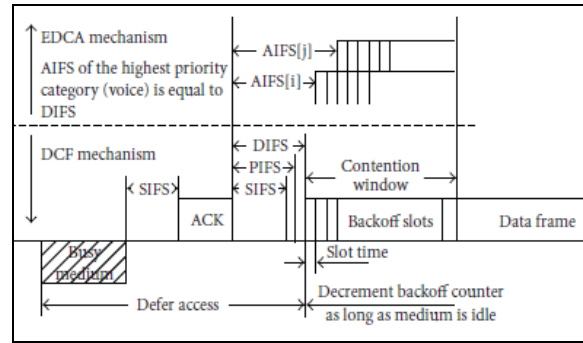 EDCA mechanism
AIFS of the highest priority
category (voice) is equal to
DIFS
AIFS[j]
AIFS[i]
DCF mechanism
DIFS
PIFS
SIFS
SIFS
Contention
window
ACK
Backoff slots
Data frame
Busy
medium
Slot time
Defer access
Decrement backoff counter
as long as medium is idle